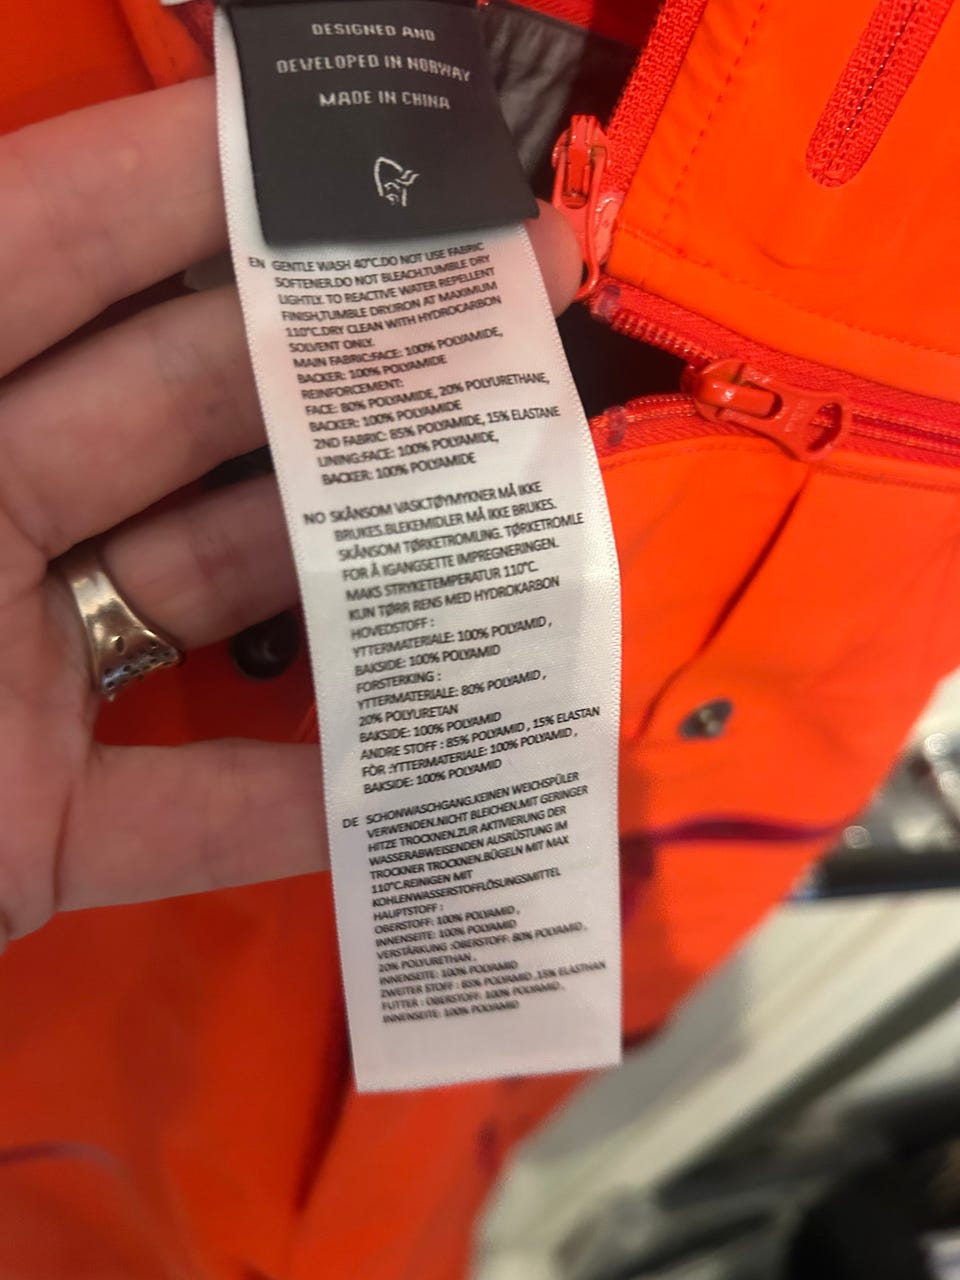 DESIGNED AND
DEVELOPED IN NORWAY
MADE IN CHINA
EN GENTLE WASH 40°C.DO NOT USE FABRIC
SOFTENER.DO NOT BLEACH.TUMBLE DRY
LIGHTLY. TO REACTIVE WATER REPELLENT
FINISH,TUMBLE DRY.IRON AT MAXIMUM
110°C.DRY CLEAN WITH HYDROCARBON
SOLVENT ONLY.
MAIN FABRIC:FACE: 100% POLYAMIDE,
BACKER: 100% POLYAMIDE
REINFORCEMENT:
FACE: 80% POLYAMIDE, 20% POLYURETHANE,
BACKER: 100% POLYAMIDE
2ND FABRIC: 85% POLYAMIDE, 15% ELASTANE
LINING:FACE: 100% POLYAMIDE,
BACKER: 100% POLYAMIDE
NO SKÅNSOM VASK.TØYMYKNER MÅ IKKE
BRUKES.BLEKEMIDLER MÅ IKKE BRUKES.
SKÅNSOM TØRKETROMLING. TØRKETROMLE
FOR Å IGANGSETTE IMPREGNERINGEN.
MAKS STRYKETEMPERATUR 110°C.
KUN TØRR RENS MED HYDROKARBON
HOVEDSTOFF :
YTTERMATERIALE: 100% POLYAMID ,
BAKSIDE: 100% POLYAMID
FORSTERKING :
YTTERMATERIALE: 80% POLYAMID ,
20% POLYURETAN
BAKSIDE: 100% POLYAMID
ANDRE STOFF : 85% POLYAMID , 15% ELASTAN
FÒR :YTTERMATERIALE: 100% POLYAMID ,
BAKSIDE: 100% POLYAMID
DE SCHONWASCHGANG.KEINEN WEICHSPÜLER
VERWENDEN.NICHT BLEICHEN.MIT GERINGER
HITZE TROCKNEN.ZUR AKTIVIERUNG DER
WASSERABWEISENDEN AUSRÜSTUNG IM
TROCKNER TROCKNEN.BÜGELN MIT MAX
110°C.REINIGEN MIT
KOHLENWASSERSTOFFLÖSUNGSMITTEL
HAUPTSTOFF :
OBERSTOFF: 100% POLYAMID ,
INNENSEITE: 100% POLYAMID
VERSTÄRKUNG :OBERSTOFF: 80% POLYAMID ,
20% POLYURETHAN ,
INNENSEITE: 100% POLYAMID
ZWEITER STOFF : 85% POLYAMID ,15% ELASTHAN
FUTTER : OBERSTOFF: 100% POLYAMID ,
INNENSEITE: 100% POLYAMID